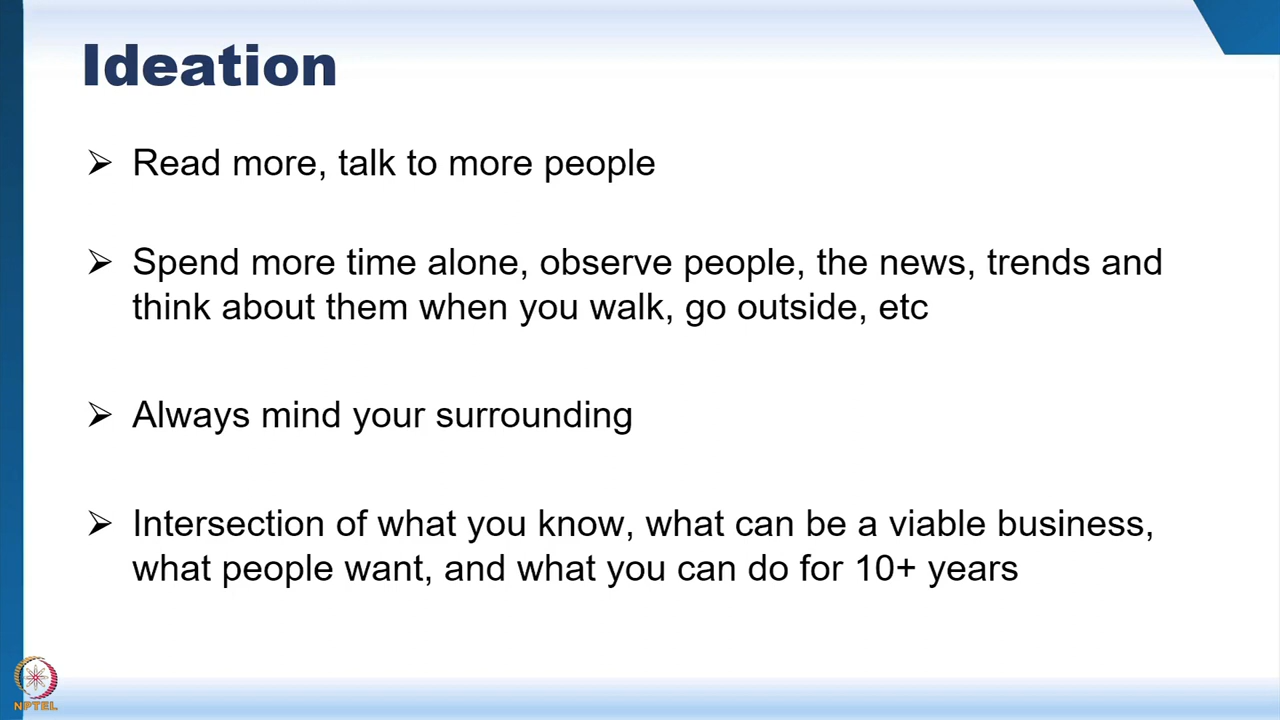 Ideation
➢ Read more, talk to more people
➢ Spend more time alone, observe people, the news, trends and
think about them when you walk, go outside, etc
➢ Always mind your surrounding
➢ Intersection of what you know, what can be a viable business,
what people want, and what you can do for 10+ years
NPTEL